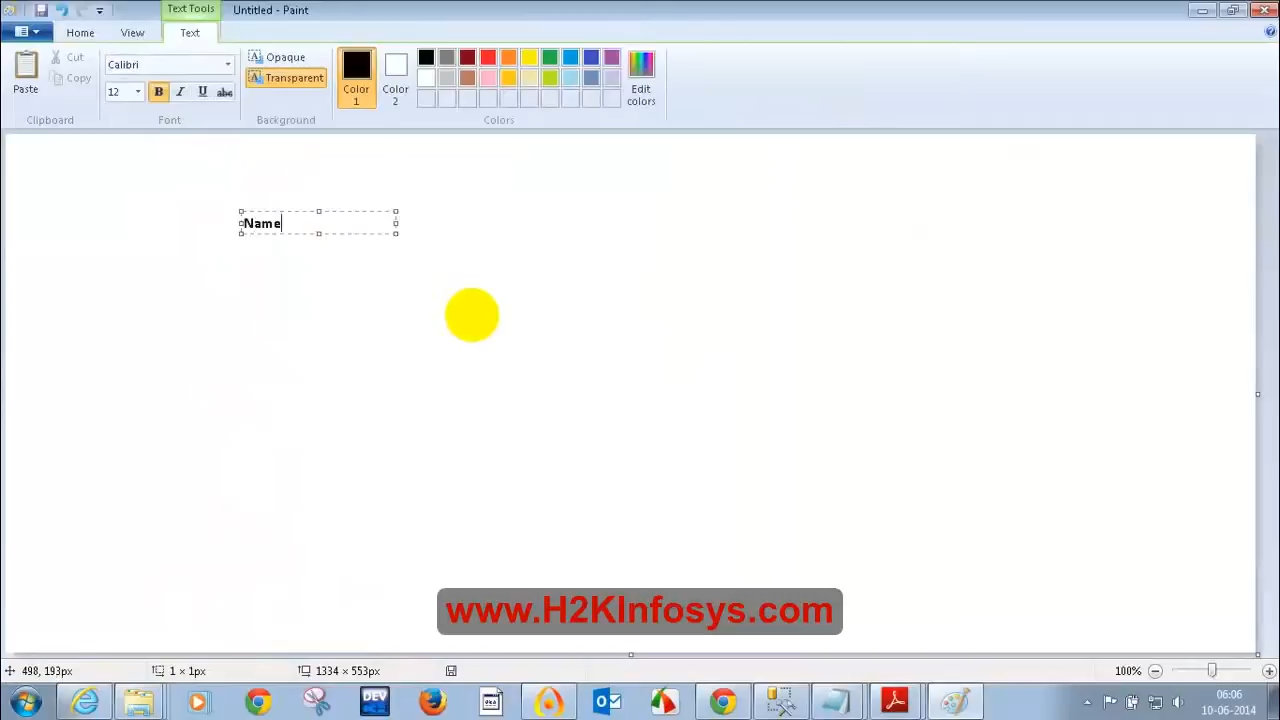 Text Tools
Untitled - Paint
Home
View
Text
Paste
Cut
Copy
Clipboard
Calibri
12
B
I
U
abc
Font
A
Opaque
A
Transparent
Background
Color
1
Color
2
Edit
colors
Colors
Name
www.H2KInfosys.com
498, 193px
1 × 1px
1334 × 553px
100%
DEV
06:06
10-06-2014